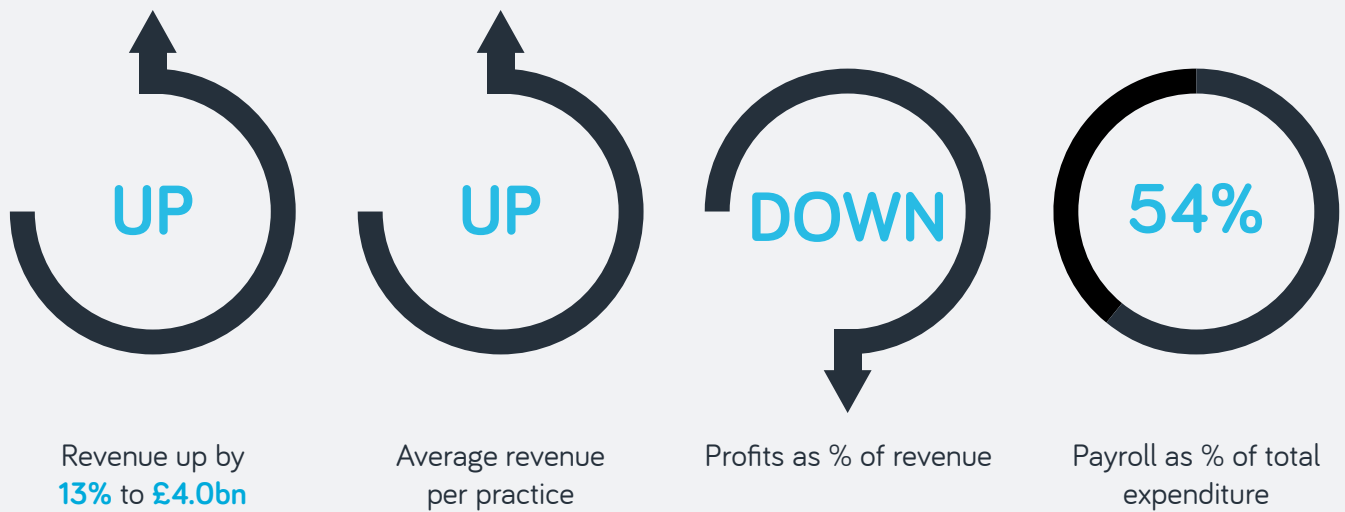 UP
UP
DOWN
54%
Revenue up by
13% to £4.0bn
Average revenue
per practice
Profits as % of revenue
Payroll as % of total
expenditure